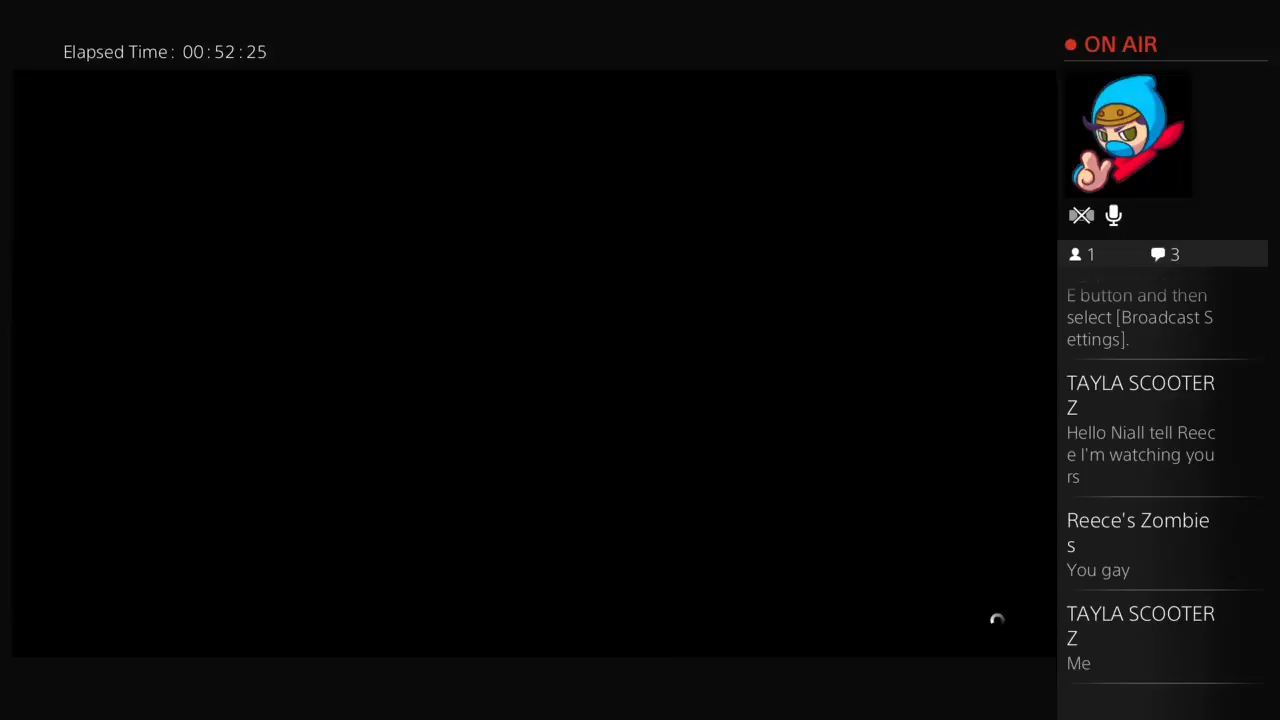 Elapsed Time: 00:52:25
ON AIR
1 3
E button and then
select [Broadcast S
ettings].
TAYLA SCOOTER
Z
Hello Niall tell Reec
e I'm watching you
rs
Reece's Zombie
s
You gay
TAYLA SCOOTER
Z
Me